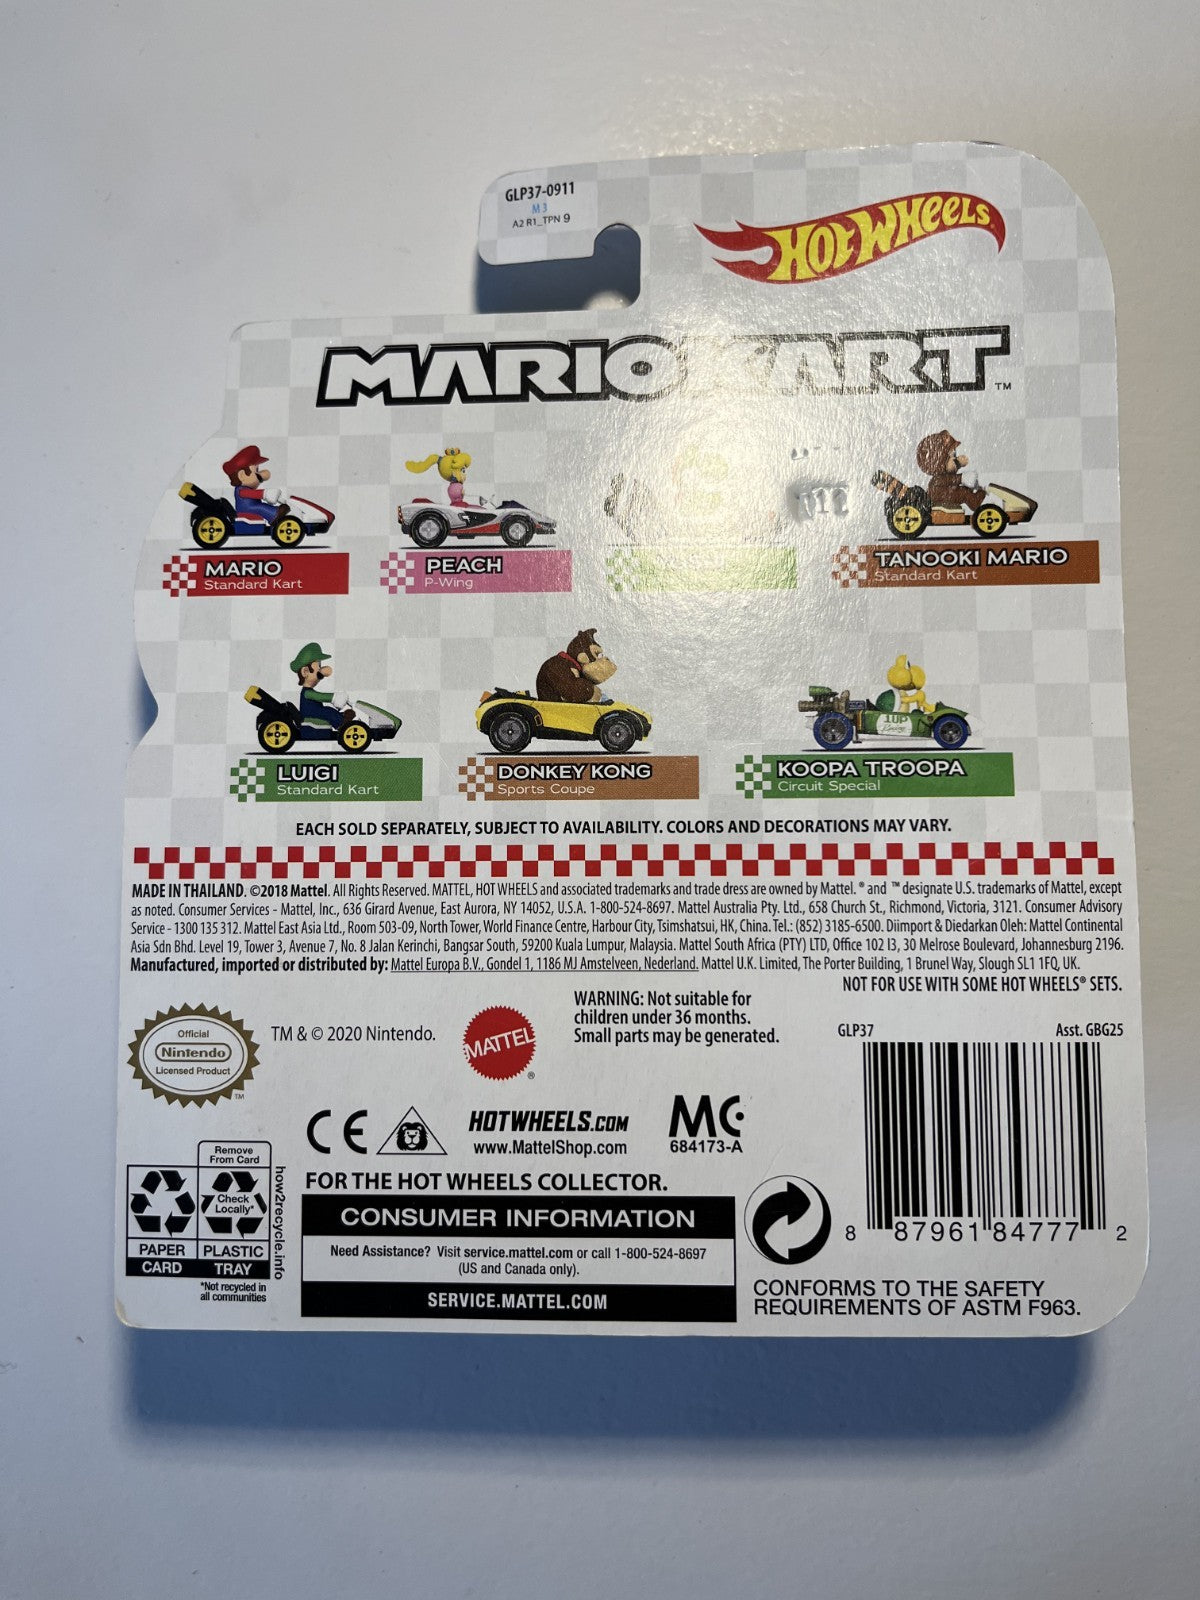 GLP37-0911
M 3
A2 R1_TPN 9
HOT WHEELS
MARIO KART™
MARIO
Standard Kart
PEACH
P-Wing
TANOOKI MARIO
Standard Kart
LUIGI
Standard Kart
DONKEY KONG
Sports Coupe
1UP
KOOPA TROOPA
Circuit Special
EACH SOLD SEPARATELY, SUBJECT TO AVAILABILITY. COLORS AND DECORATIONS MAY VARY.
MADE IN THAILAND. ©2018 Mattel. All Rights Reserved. MATTEL, HOT WHEELS and associated trademarks and trade dress are owned by Mattel. ® and ™ designate U.S. trademarks of Mattel, except
as noted. Consumer Services - Mattel, Inc., 636 Girard Avenue, East Aurora, NY 14052, U.S.A. 1-800-524-8697. Mattel Australia Pty. Ltd., 658 Church St., Richmond, Victoria, 3121. Consumer Advisory
Service - 1300 135 312. Mattel East Asia Ltd., Room 503-09, North Tower, World Finance Centre, Harbour City, Tsimshatsui, HK, China. Tel.: (852) 3185-6500. Diimport & Diedarkan Oleh: Mattel Continental
Asia Sdn Bhd. Level 19, Tower 3, Avenue 7, No. 8 Jalan Kerinchi, Bangsar South, 59200 Kuala Lumpur, Malaysia. Mattel South Africa (PTY) LTD, Office 102 I3, 30 Melrose Boulevard, Johannesburg 2196.
Manufactured, imported or distributed by: Mattel Europa B.V., Gondel 1, 1186 MJ Amstelveen, Nederland. Mattel U.K. Limited, The Porter Building, 1 Brunel Way, Slough SL1 1FQ, UK.
NOT FOR USE WITH SOME HOT WHEELS® SETS.
Official
Nintendo
Licensed Product
TM
TM & © 2020 Nintendo.
MATTEL®
WARNING: Not suitable for
children under 36 months.
Small parts may be generated.
GLP37
Asst. GBG25
CE
HOTWHEELS.COM
www.MattelShop.com
MC
684173-A
FOR THE HOT WHEELS COLLECTOR.
CONSUMER INFORMATION
Need Assistance? Visit service.mattel.com or call 1-800-524-8697
(US and Canada only).
SERVICE.MATTEL.COM
Remove
From Card
Check
Locally*
PAPER
CARD
PLASTIC
TRAY
how2recycle.info
*Not recycled in
all communities
8 87961 84777 2
CONFORMS TO THE SAFETY
REQUIREMENTS OF ASTM F963.